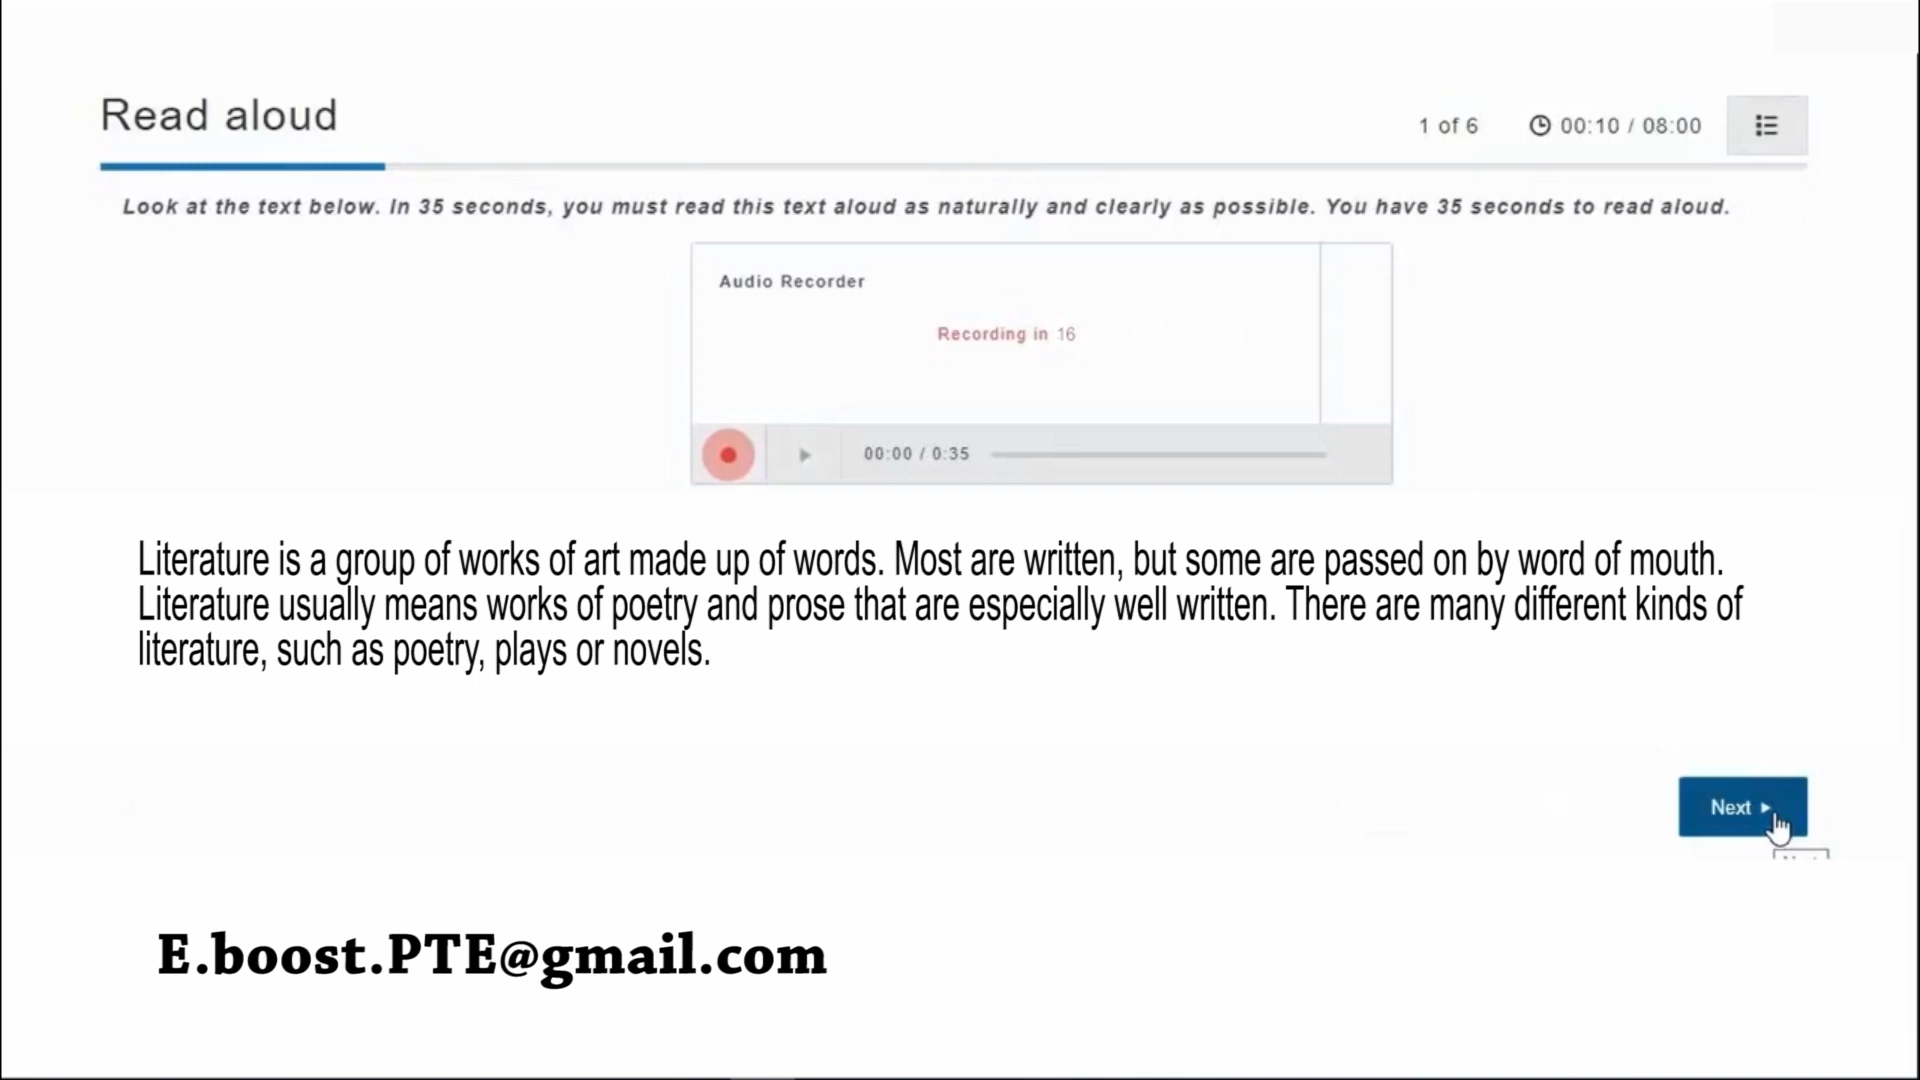 Read aloud
1 of 6
00:10 / 08:00
Look at the text below. In 35 seconds, you must read this text aloud as naturally and clearly as possible. You have 35 seconds to read aloud.
Audio Recorder
Recording in 16
00:00 / 0:35
Literature is a group of works of art made up of words. Most are written, but some are passed on by word of mouth.
Literature usually means works of poetry and prose that are especially well written. There are many different kinds of
literature, such as poetry, plays or novels.
Next
E.boost.PTE@gmail.com